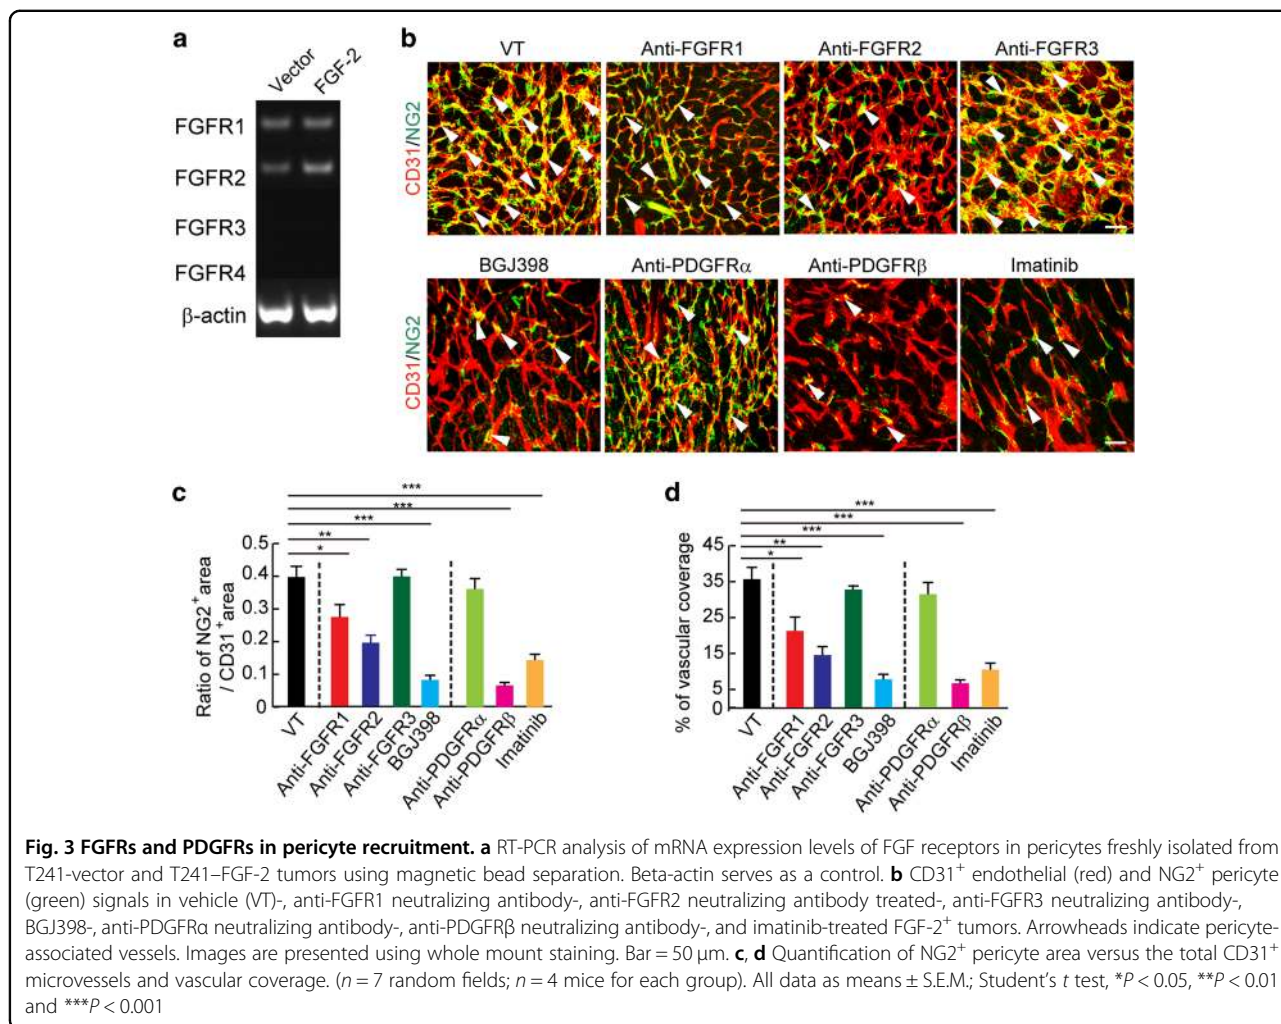 a
Vector
FGF-2
FGFR1
FGFR2
FGFR3
FGFR4
β-actin
b
VT
Anti-FGFR1
Anti-FGFR2
Anti-FGFR3
CD31/NG2
BGJ398
Anti-PDGFRα
Anti-PDGFRβ
Imatinib
CD31/NG2
c
***
***
***
**
*
0.5
0.4
0.3
0.2
0.1
0
Ratio of NG2⁺ area
/ CD31⁺ area
VT
Anti-FGFR1
Anti-FGFR2
Anti-FGFR3
BGJ398
Anti-PDGFRα
Anti-PDGFRβ
Imatinib
d
***
***
***
**
*
45
35
25
15
5
0
% of vascular coverage
VT
Anti-FGFR1
Anti-FGFR2
Anti-FGFR3
BGJ398
Anti-PDGFRα
Anti-PDGFRβ
Imatinib
Fig. 3 FGFRs and PDGFRs in pericyte recruitment. a RT-PCR analysis of mRNA expression levels of FGF receptors in pericytes freshly isolated from
T241-vector and T241–FGF-2 tumors using magnetic bead separation. Beta-actin serves as a control. b CD31⁺ endothelial (red) and NG2⁺ pericyte
(green) signals in vehicle (VT)-, anti-FGFR1 neutralizing antibody-, anti-FGFR2 neutralizing antibody treated-, anti-FGFR3 neutralizing antibody-,
BGJ398-, anti-PDGFRα neutralizing antibody-, anti-PDGFRβ neutralizing antibody-, and imatinib-treated FGF-2⁺ tumors. Arrowheads indicate pericyte-
associated vessels. Images are presented using whole mount staining. Bar = 50 µm. c, d Quantification of NG2⁺ pericyte area versus the total CD31⁺
microvessels and vascular coverage. (n = 7 random fields; n = 4 mice for each group). All data as means ± S.E.M.; Student's t test, *P < 0.05, **P < 0.01
and ***P < 0.001